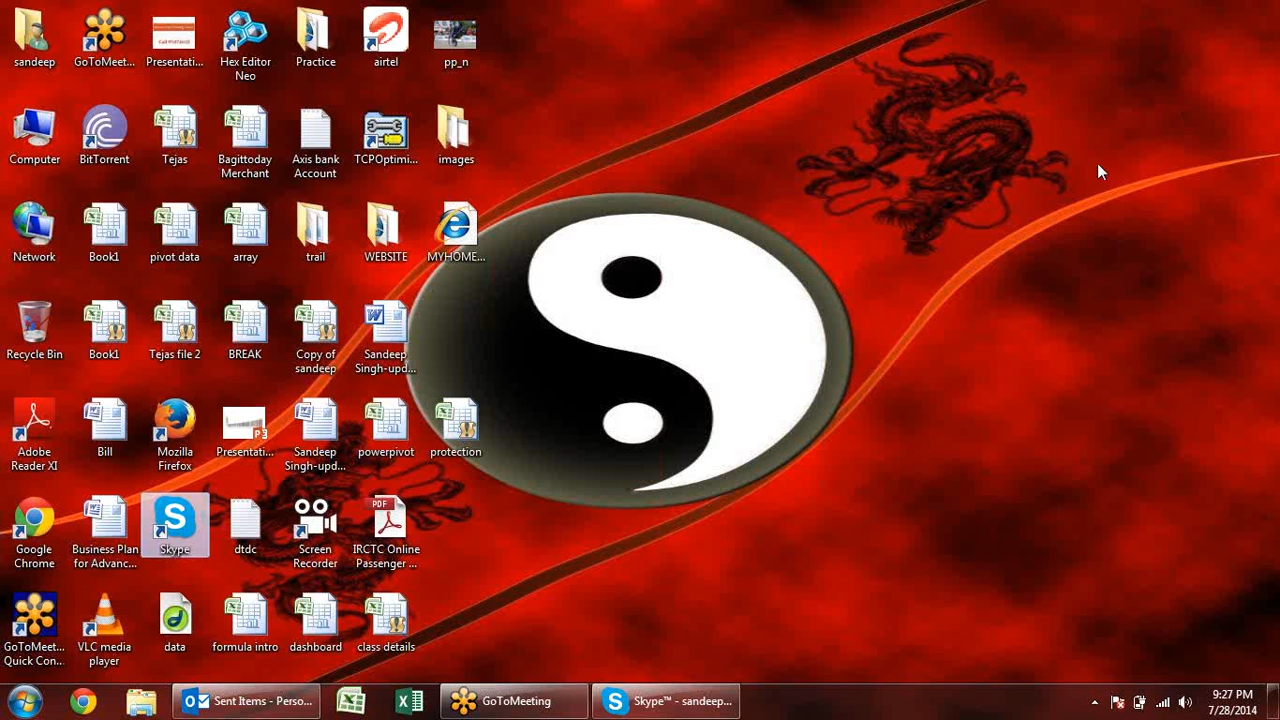 sandeep
GoToMeet...
Presentati...
Hex Editor
Neo
Practice
airtel
pp_n
Computer
BitTorrent
Tejas
Bagittoday
Merchant
Axis bank
Account
TCPOptimi...
images
Network
Book1
pivot data
array
trail
WEBSITE
MYHOME...
Recycle Bin
Book1
Tejas file 2
BREAK
Copy of
sandeep
Sandeep
Singh-upd...
Adobe
Reader XI
Bill
Mozilla
Firefox
Presentati...
Sandeep
Singh-upd...
powerpivot
protection
Google
Chrome
Business Plan
for Advanc...
Skype
dtdc
Screen
Recorder
PDF
IRCTC Online
Passenger ...
GoToMeet...
Quick Con...
VLC media
player
data
formula intro
dashboard
class details
Sent Items - Perso...
GoToMeeting
Skype™ - sandeep...
9:27 PM
7/28/2014